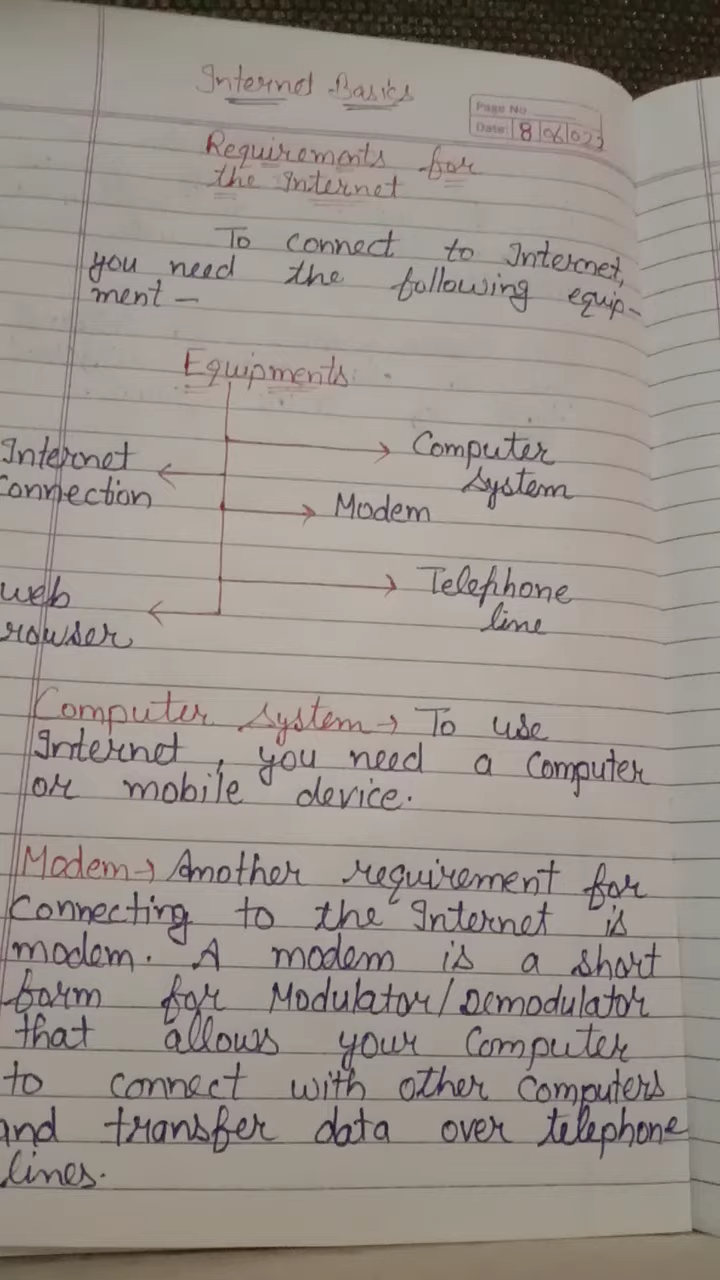 Internet Basics
Page No
Date 8 06 023
Requirements for
the Internet
To connect to Internet,
you need the following equip-
ment -
Equipments
Computer
System
Internet
Connection
Modem
Telephone
line
web
rowser
Computer System → To use
Internet, you need a Computer
or mobile device.
Modem → Another requirement for
Connecting to the Internet is
modem. A modem is a short
form for Modulator/Demodulator
that allows your Computer
to connect with other Computers
and transfer data over telephone
lines.